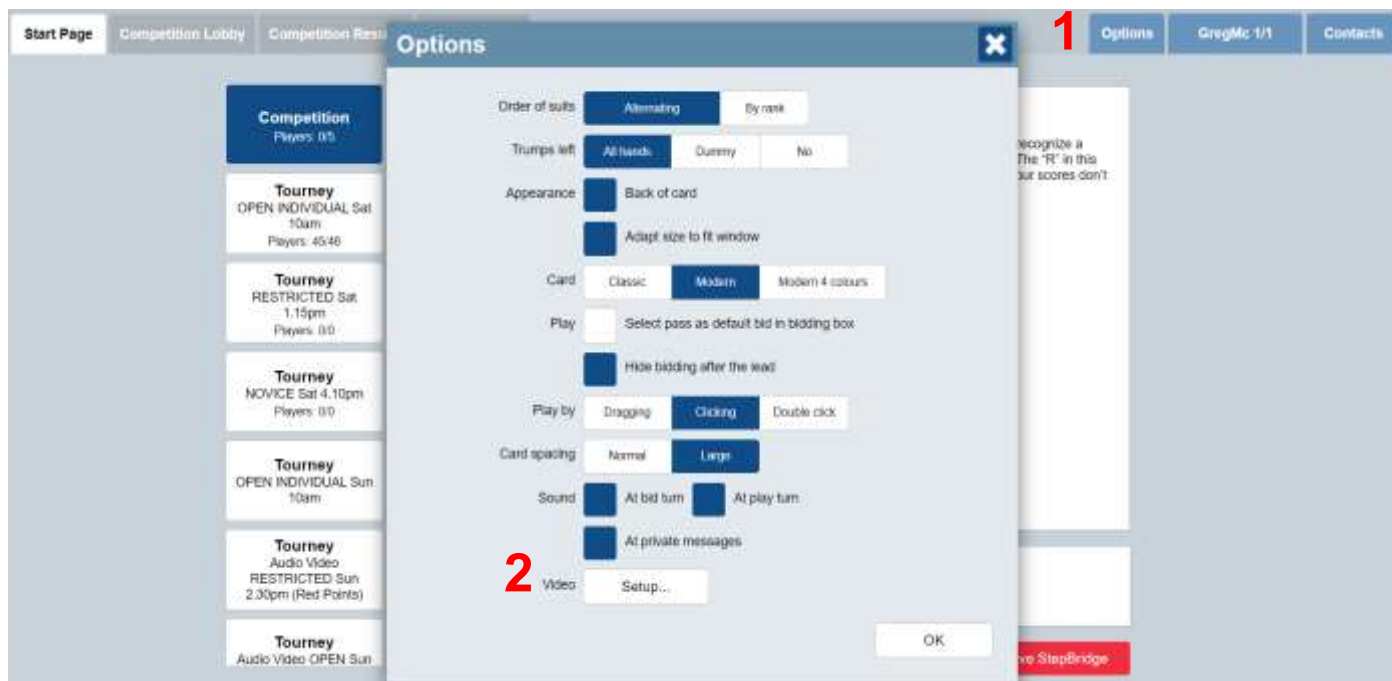 Start Page
Competition Lobby
Competition Resu
1
Options
GregMc 1/1
Contacts
Options
Competition
Players: 0/5
Tourney
OPEN INDIVIDUAL Sat
10am
Players: 45/46
Tourney
RESTRICTED Sat
1.15pm
Players: 0/0
Tourney
NOVICE Sat 4.10pm
Players: 0/0
Tourney
OPEN INDIVIDUAL Sun
10am
Tourney
Audio Video
RESTRICTED Sun
2.30pm (Red Points)
Tourney
Audio Video OPEN Sun
Order of suits
Alternating
By rank
Trumps left
All hands
Dummy
No
Appearance
Back of card
Adapt size to fit window
Card
Classic
Modern
Modern 4 colours
Play
Select pass as default bid in bidding box
Hide bidding after the lead
Play by
Dragging
Clicking
Double click
Card spacing
Normal
Large
Sound
At bid turn
At play turn
At private messages
2
Video
Setup...
OK
recognize a
The "R" in this
our scores don't
ve StepBridge